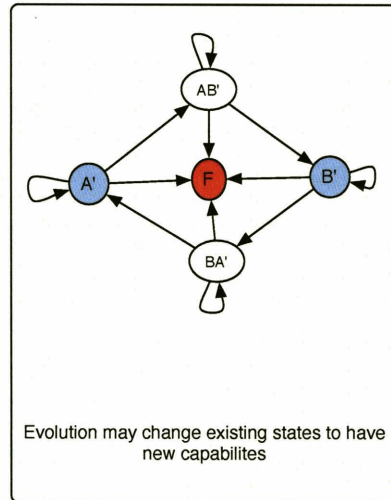 AB'
A'
F
B'
BA'
Evolution may change existing states to have
new capabilites